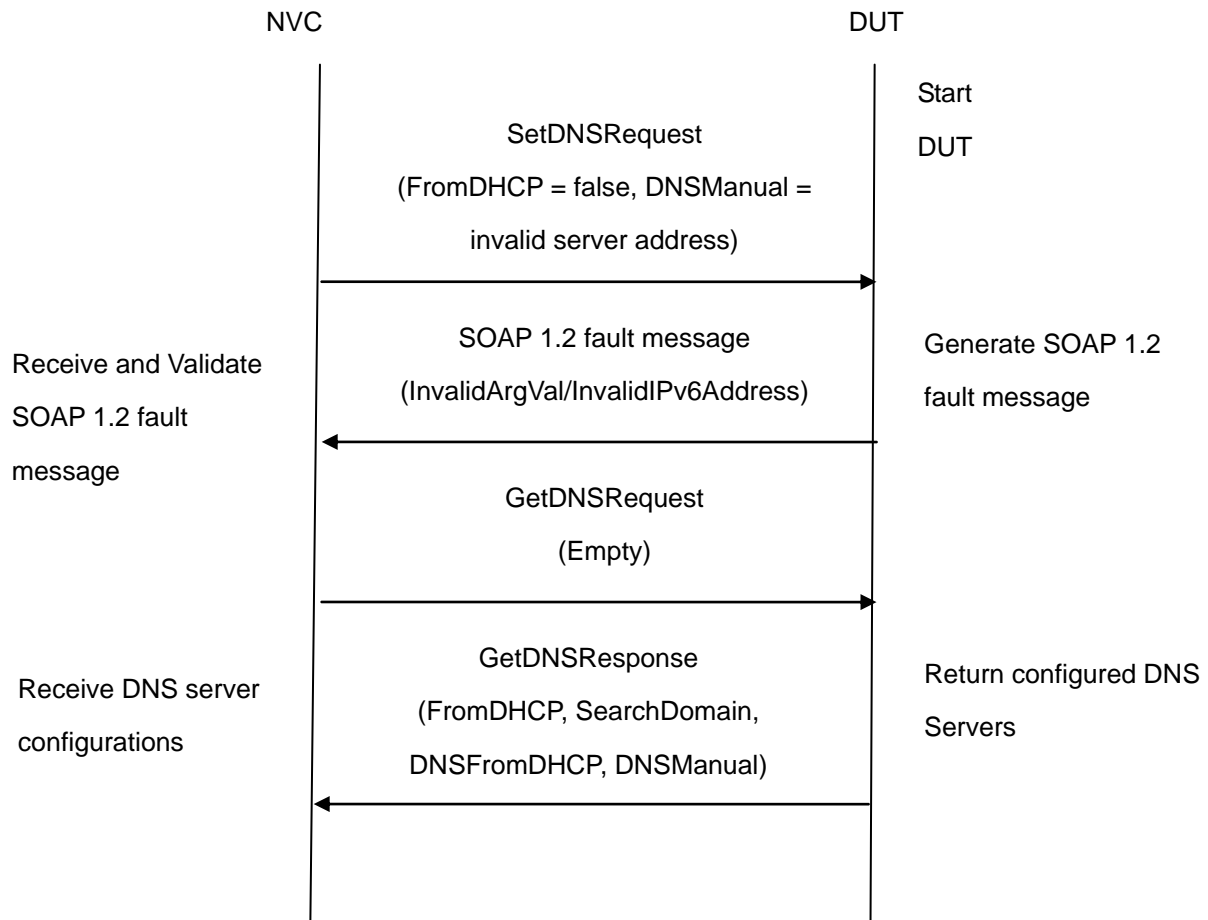 NVC
DUT
Start
DUT
SetDNSRequest
(FromDHCP = false, DNSManual =
invalid server address)
SOAP 1.2 fault message
(InvalidArgVal/InvalidIPv6Address)
Generate SOAP 1.2
fault message
Receive and Validate
SOAP 1.2 fault
message
GetDNSRequest
(Empty)
GetDNSResponse
(FromDHCP, SearchDomain,
DNSFromDHCP, DNSManual)
Return configured DNS
Servers
Receive DNS server
configurations